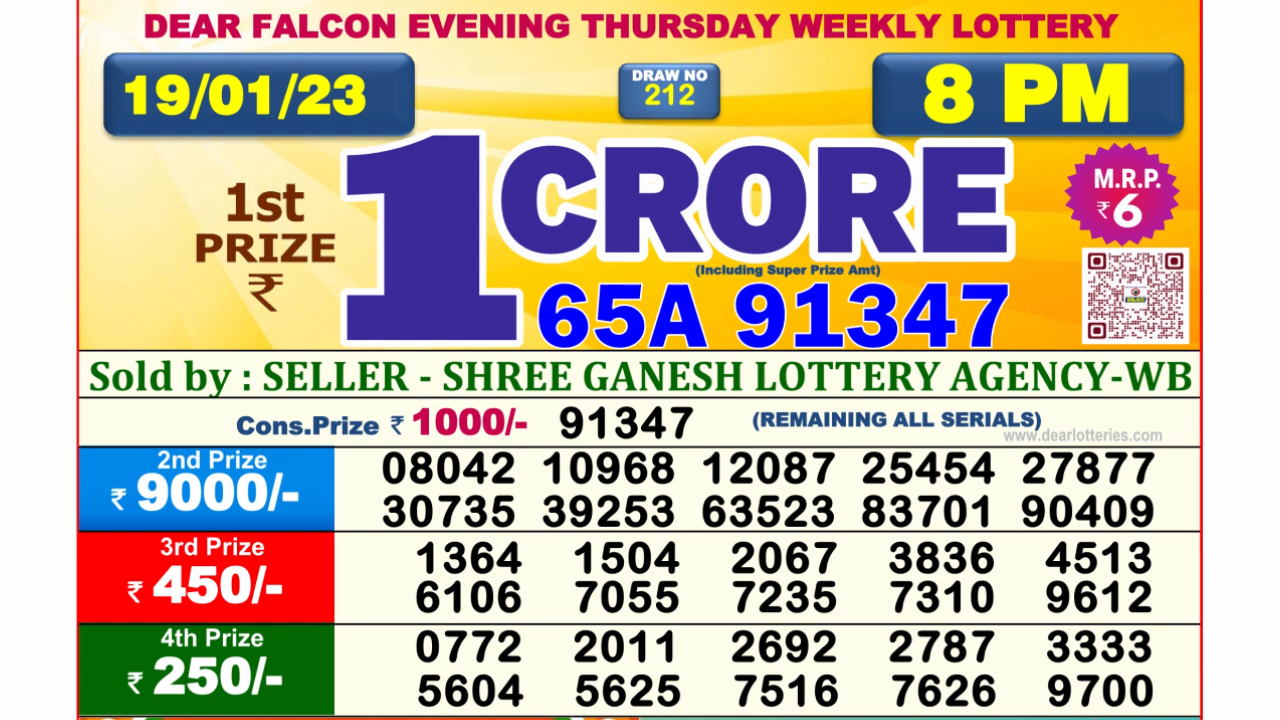 DEAR FALCON EVENING THURSDAY WEEKLY LOTTERY
19/01/23
DRAW NO
212
8 PM
1st
PRIZE
₹
1 CRORE
(Including Super Prize Amt)
65A 91347
M.R.P.
₹ 6
Sold by : SELLER - SHREE GANESH LOTTERY AGENCY-WB
Cons.Prize ₹ 1000/- 91347 (REMAINING ALL SERIALS)
www.dearlotteries.com
2nd Prize
₹ 9000/-
08042 10968 12087 25454 27877
30735 39253 63523 83701 90409
3rd Prize
₹ 450/-
1364 1504 2067 3836 4513
6106 7055 7235 7310 9612
4th Prize
₹ 250/-
0772 2011 2692 2787 3333
5604 5625 7516 7626 9700